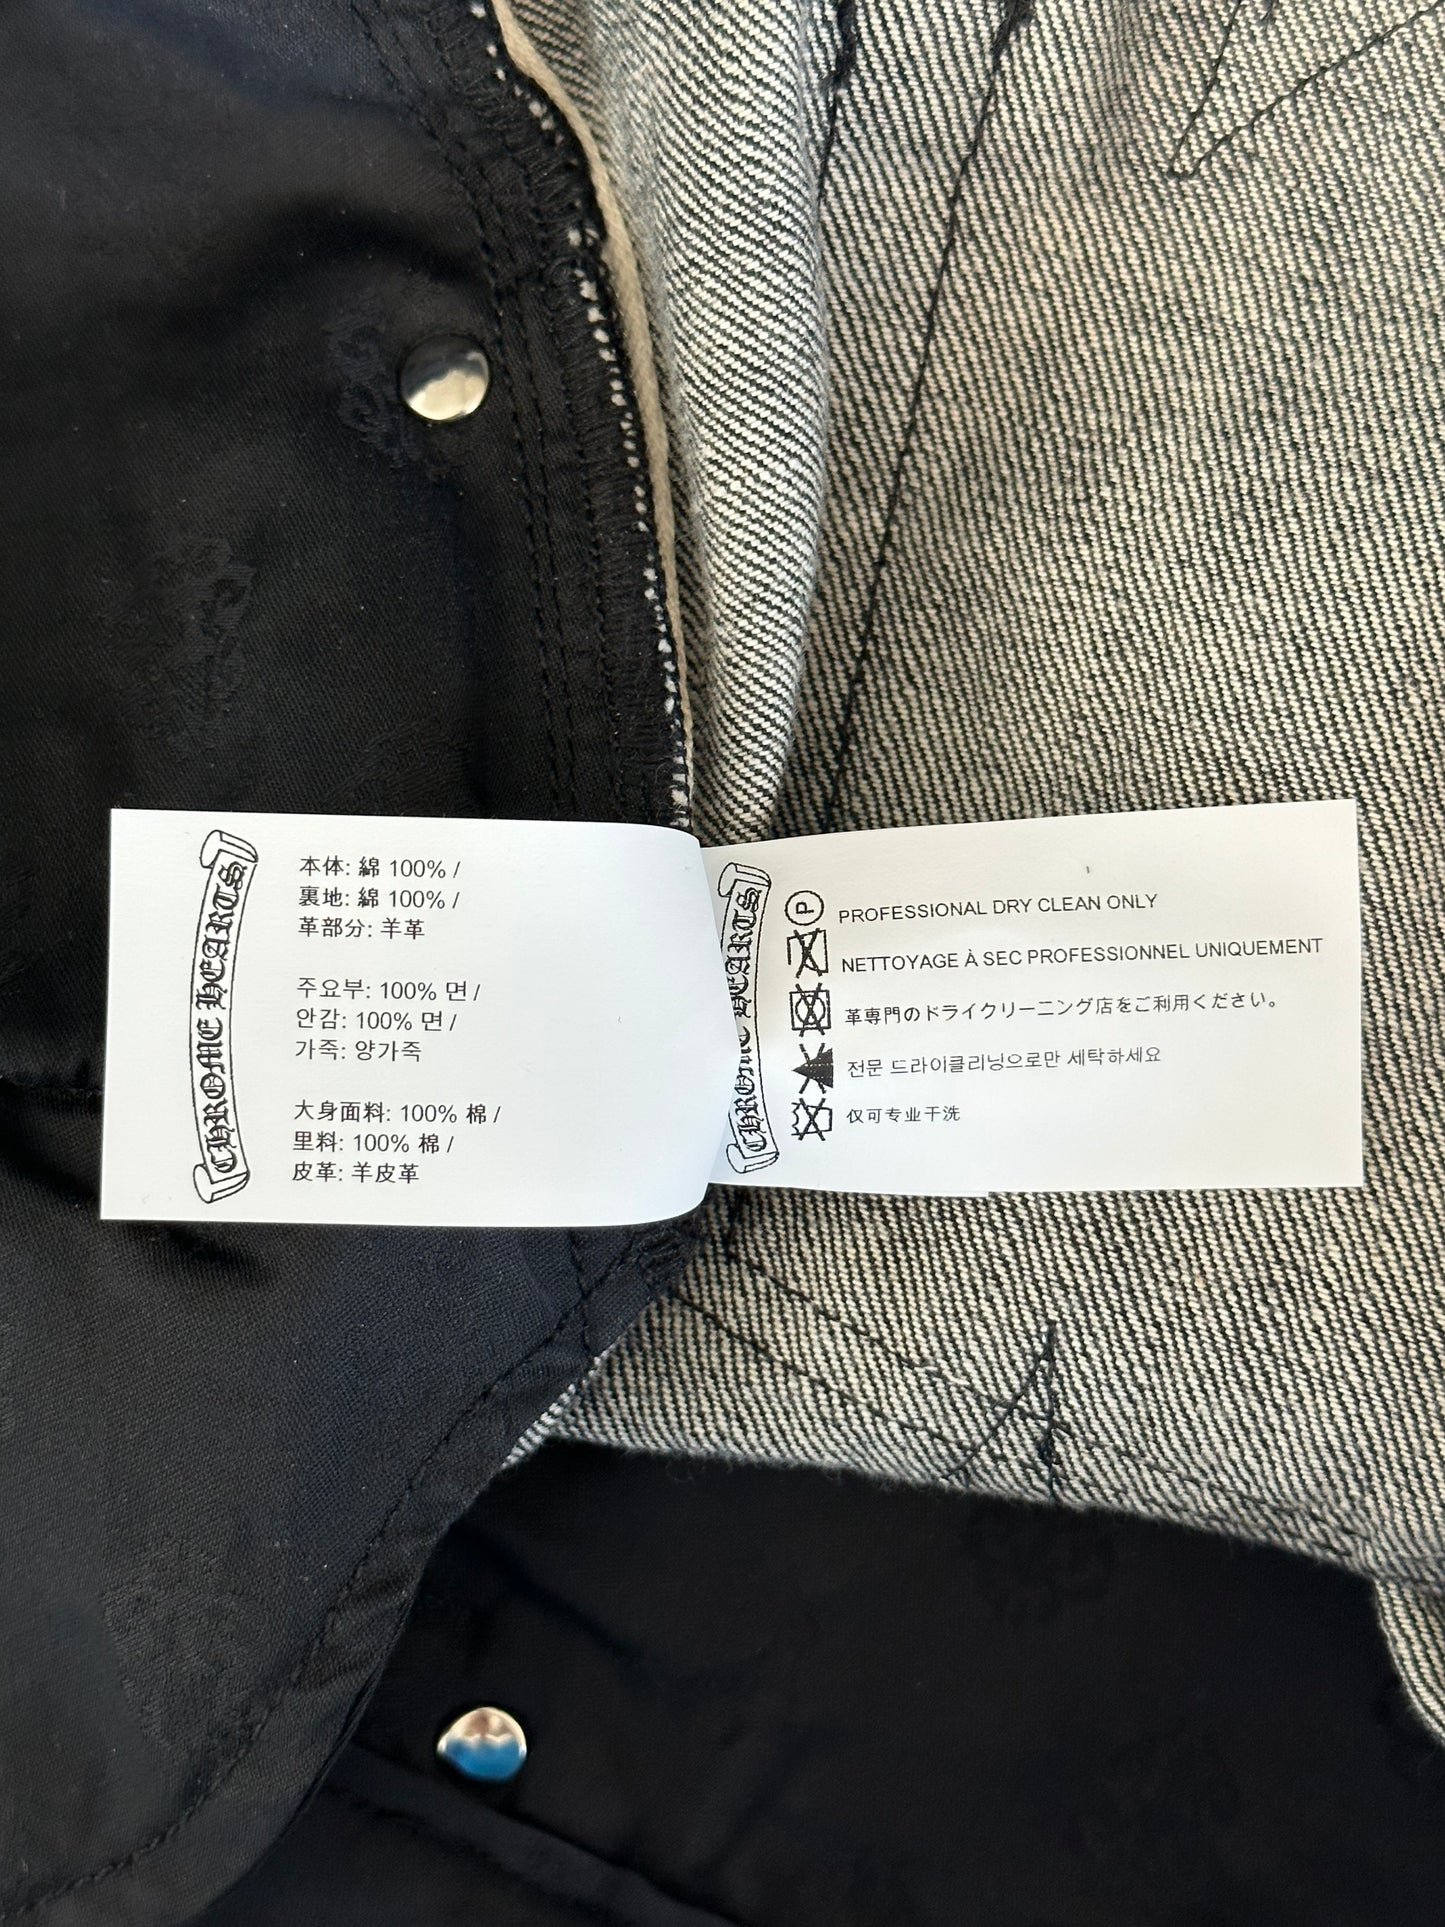 CHROME HEARTS
本体: 綿 100% /
裏地: 綿 100% /
革部分: 羊革
주요부: 100% 면 /
안감: 100% 면 /
가죽: 양가죽
大身面料: 100% 棉 /
里料: 100% 棉 /
皮革: 羊皮革
CHROME HEARTS
P PROFESSIONAL DRY CLEAN ONLY
NETTOYAGE À SEC PROFESSIONNEL UNIQUEMENT
革専門のドライクリーニング店をご利用ください。
전문 드라이클리닝으로만 세탁하세요
仅可专业干洗